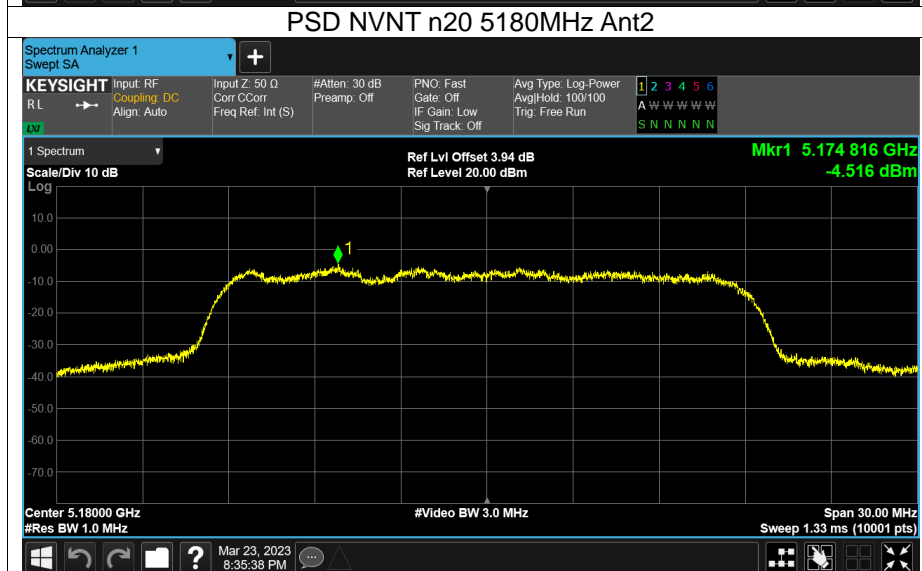 PSD NVNT n20 5180MHz Ant2
Spectrum Analyzer 1
Swept SA
+
KEYSIGHT Input: RF Input Z: 50 Ω #Atten: 30 dB PNO: Fast Avg Type: Log-Power 1 2 3 4 5 6
RL Coupling: DC Corr CCorr Preamp: Off Gate: Off Avg|Hold: 100/100 A W W W W W
Align: Auto Freq Ref: Int (S) IF Gain: Low Trig: Free Run
LXI Sig Track: Off S N N N N N
1 Spectrum Ref Lvl Offset 3.94 dB Mkr1 5.174 816 GHz
Scale/Div 10 dB Ref Level 20.00 dBm -4.516 dBm
Log
10.0
0.00
1
-10.0
-20.0
-30.0
-40.0
-50.0
-60.0
-70.0
Center 5.18000 GHz #Video BW 3.0 MHz Span 30.00 MHz
#Res BW 1.0 MHz Sweep 1.33 ms (10001 pts)
? Mar 23, 2023
8:35:38 PM